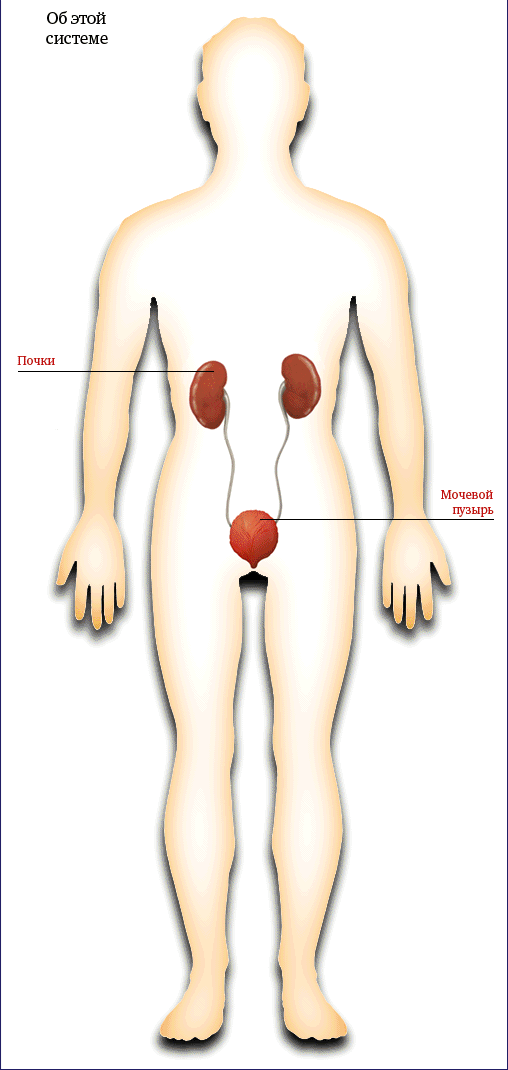 Об этой
системе
Почки
Мочевой
пузырь